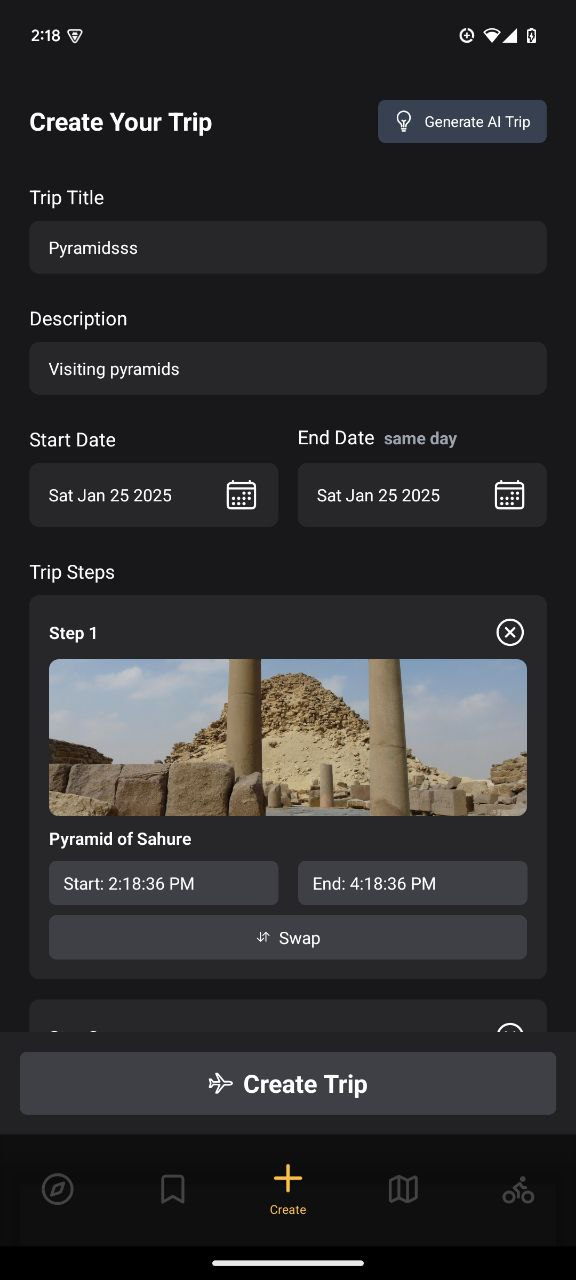 2:18
Create Your Trip
Generate AI Trip
Trip Title
Pyramidsss
Description
Visiting pyramids
Start Date
End Date same day
Sat Jan 25 2025
Sat Jan 25 2025
Trip Steps
Step 1
Pyramid of Sahure
Start: 2:18:36 PM
End: 4:18:36 PM
Swap
Create Trip
Create